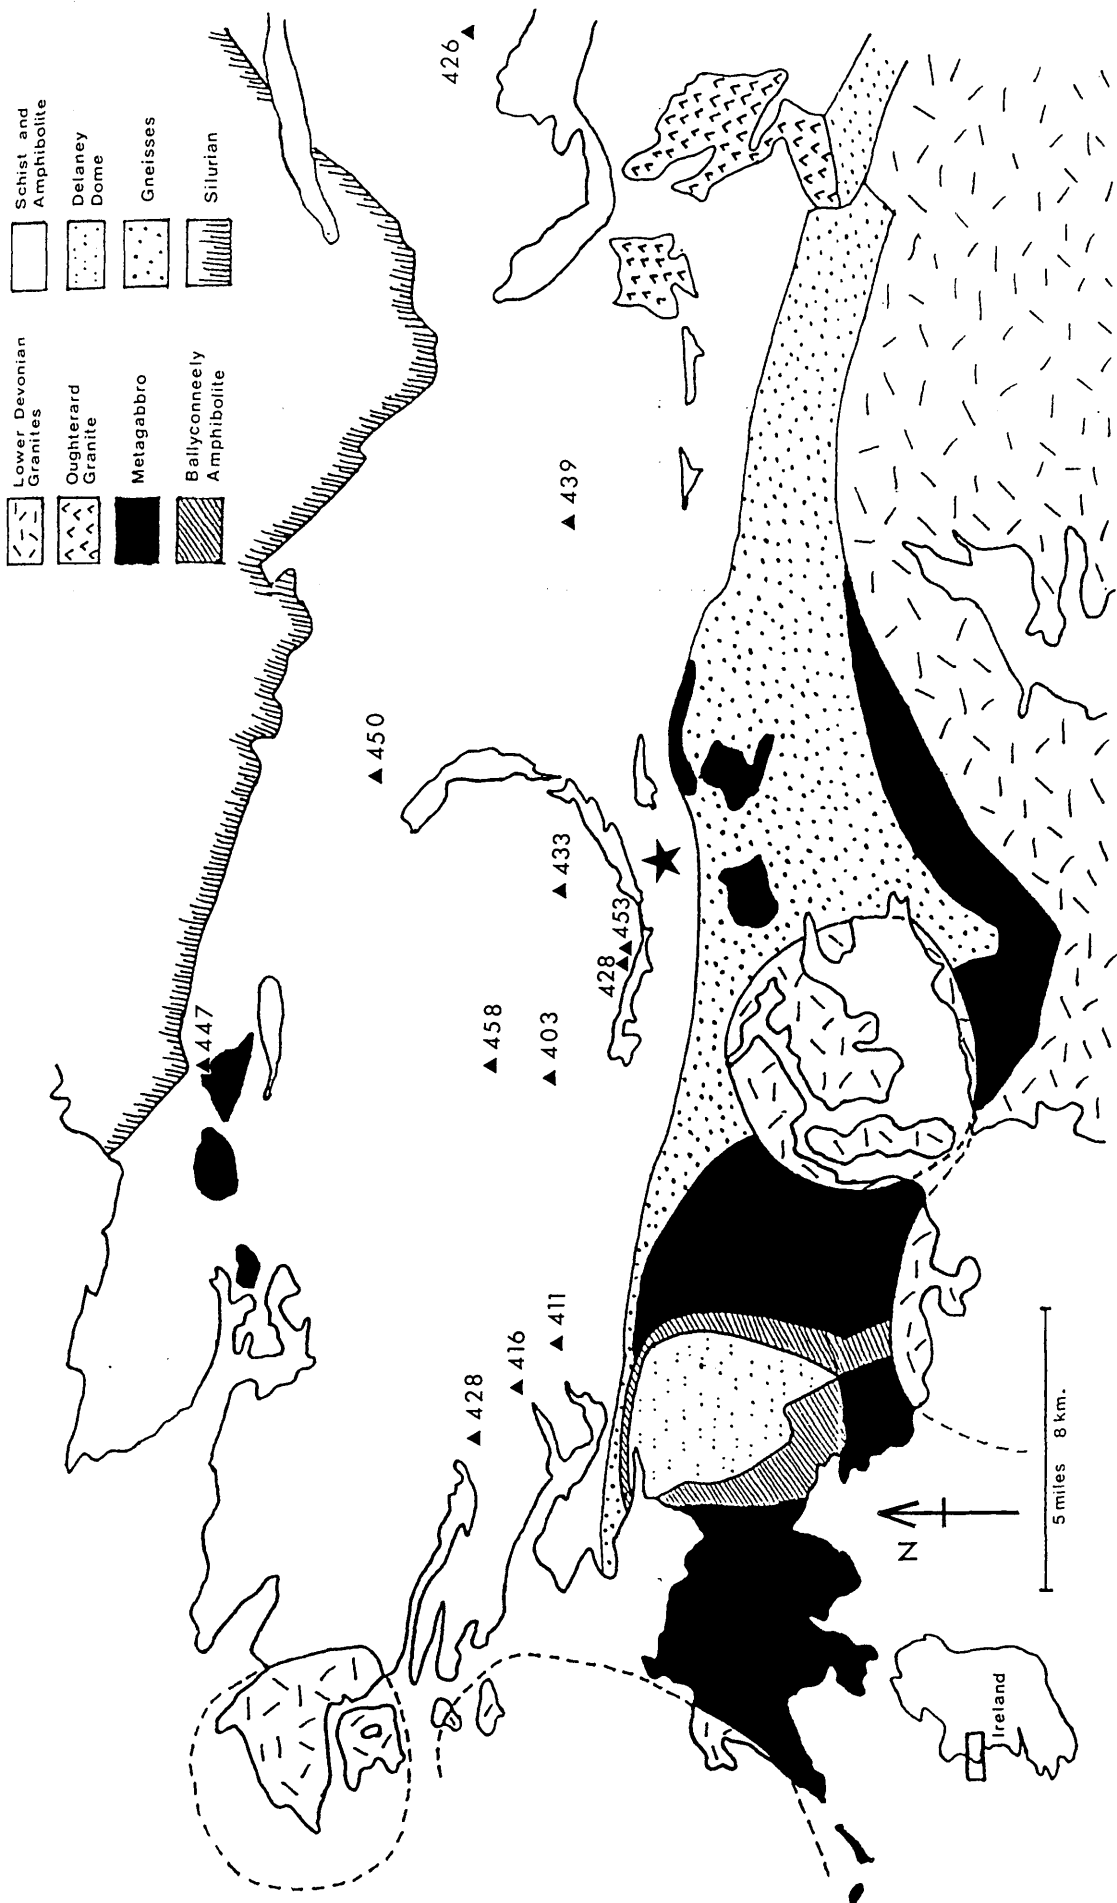 Lower Devonian
Granites
Oughterard
Granite
Metagabbro
Ballyconneely
Amphibolite
Schist and
Amphibolite
Delaney
Dome
Gneisses
Silurian
447
450
426
458
403
433
439
428
453
428
416
411
N
5 miles 8 km.
Ireland